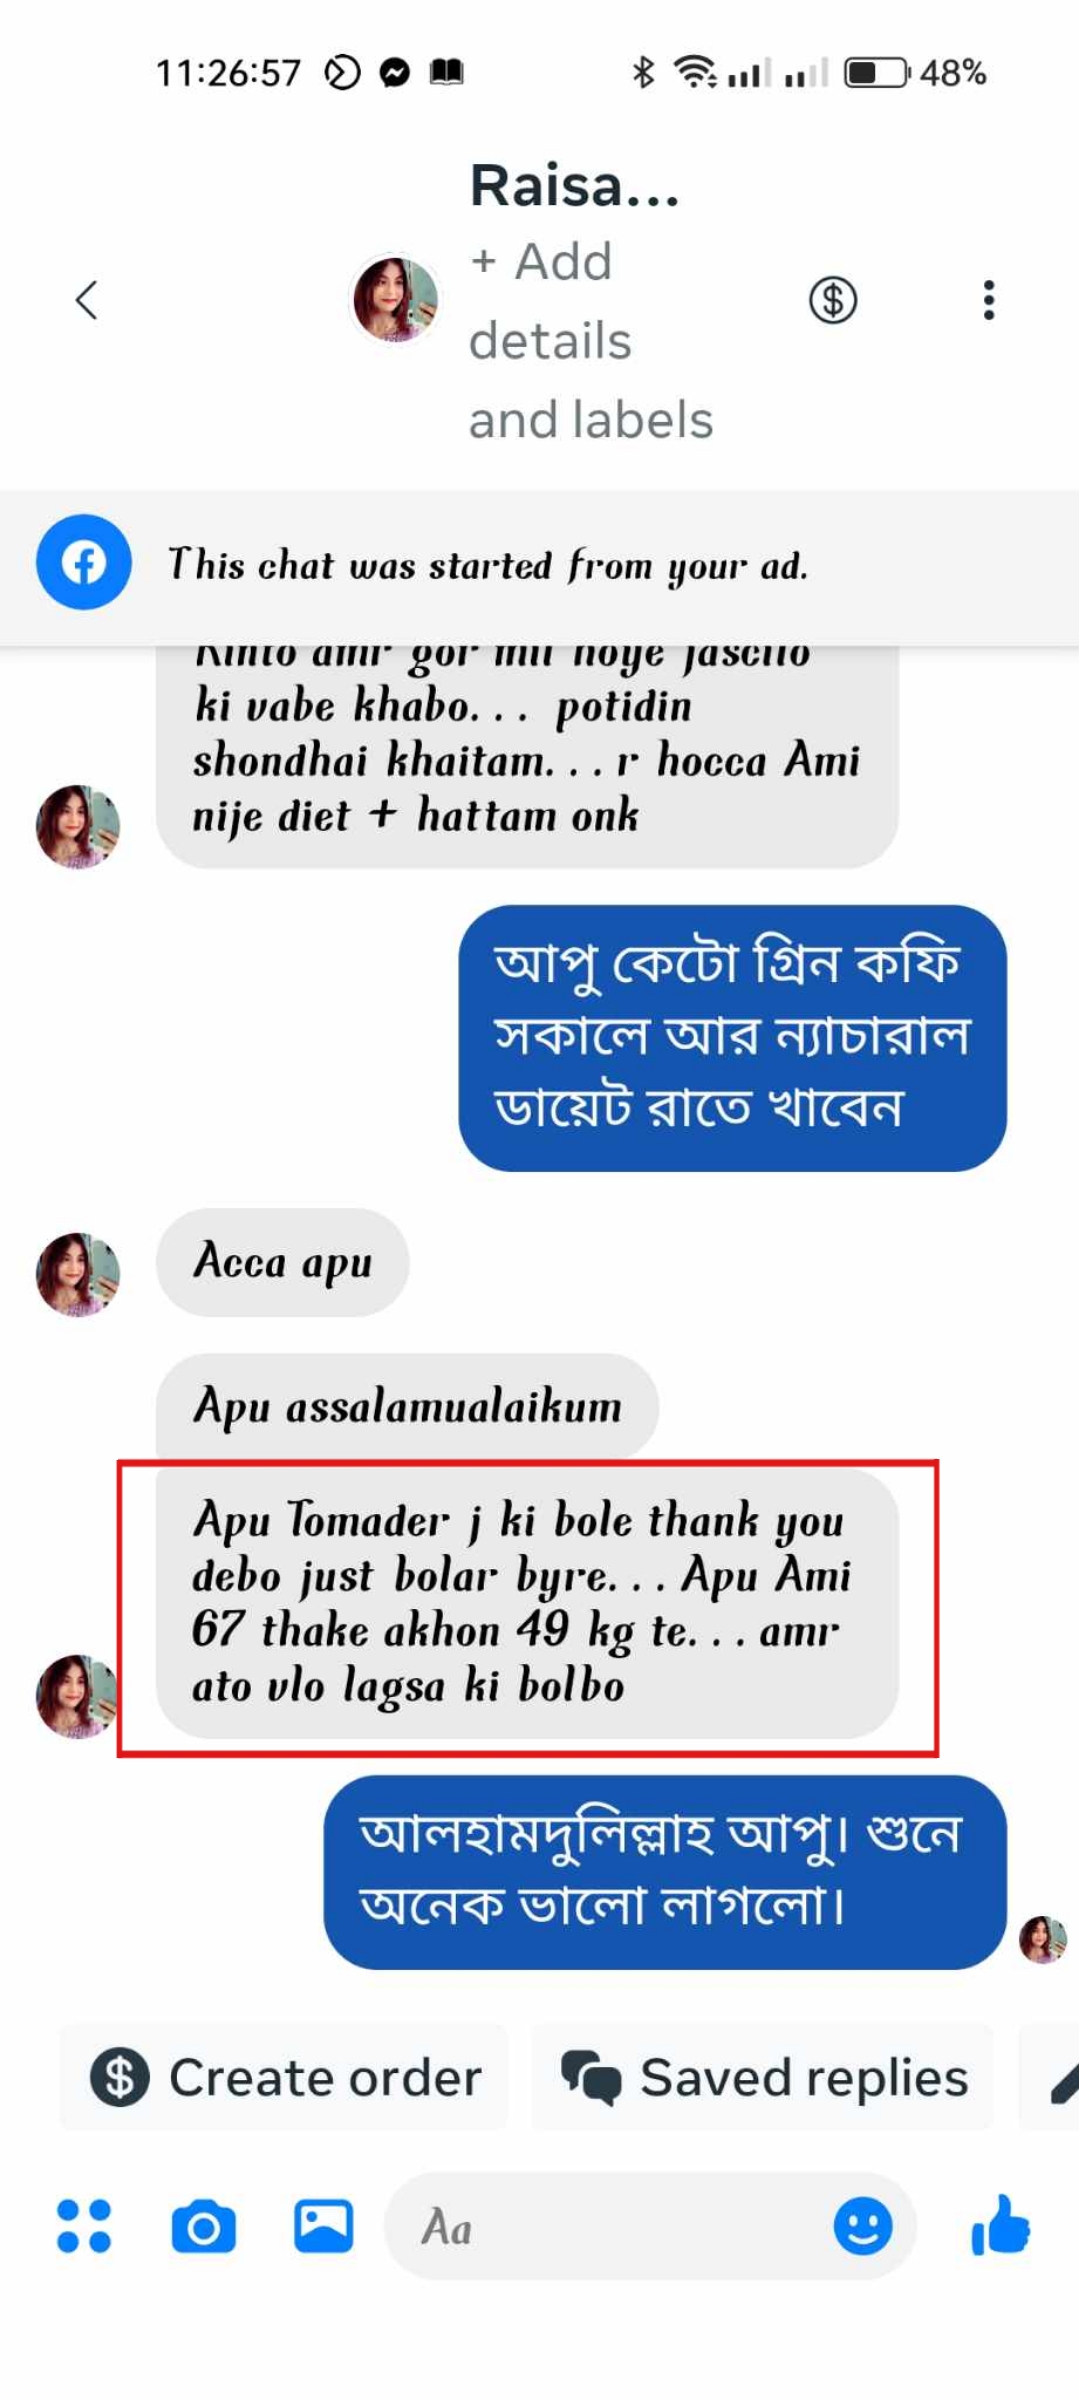 11:26:57
48%
Raisa...
+ Add
details
and labels
This chat was started from your ad.
Kinto amr gor mil hoye jascilo
ki vabe khabo... potidin
shondhai khaitam...r hocca Ami
nije diet + hattam onk
আপু কেটো গ্রিন কফি
সকালে আর ন্যাচারাল
ডায়েট রাতে খাবেন
Acca apu
Apu assalamualaikum
Apu Tomader j ki bole thank you
debo just bolar byre...Apu Ami
67 thake akhon 49 kg te...amr
ato vlo lagsa ki bolbo
আলহামদুলিল্লাহ আপু। শুনে
অনেক ভালো লাগলো।
Create order
Saved replies
Aa